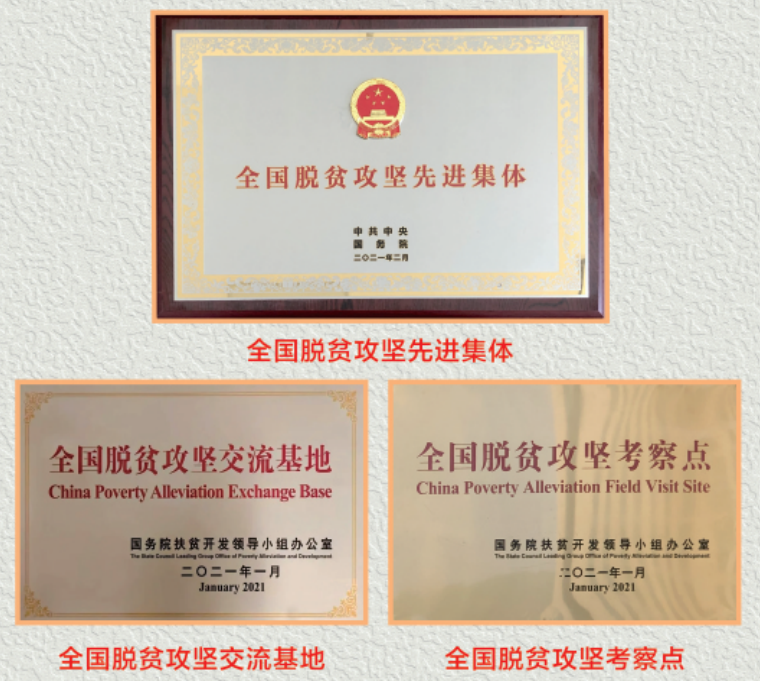 全国脱贫攻坚先进集体
中共中央
国务院
二〇二一年二月
全国脱贫攻坚先进集体
全国脱贫攻坚交流基地
China Poverty Alleviation Exchange Base
国务院扶贫开发领导小组办公室
The State Council Leading Group Office of Poverty Alleviation and Development
二〇二一年一月
January 2021
全国脱贫攻坚交流基地
全国脱贫攻坚考察点
China Poverty Alleviation Field Visit Site
国务院扶贫开发领导小组办公室
The State Council Leading Group Office of Poverty Alleviation and Development
二〇二一年一月
January 2021
全国脱贫攻坚考察点